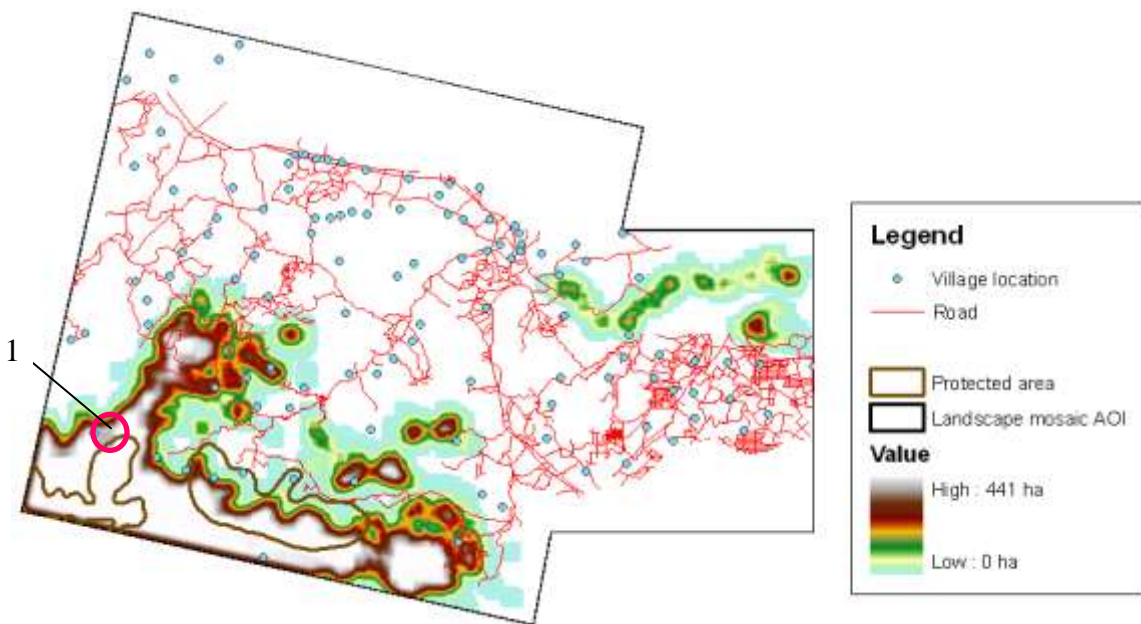 1
Legend
Village location
Road
Protected area
Landscape mosaic AOI
Value
High : 441 ha
Low : 0 ha